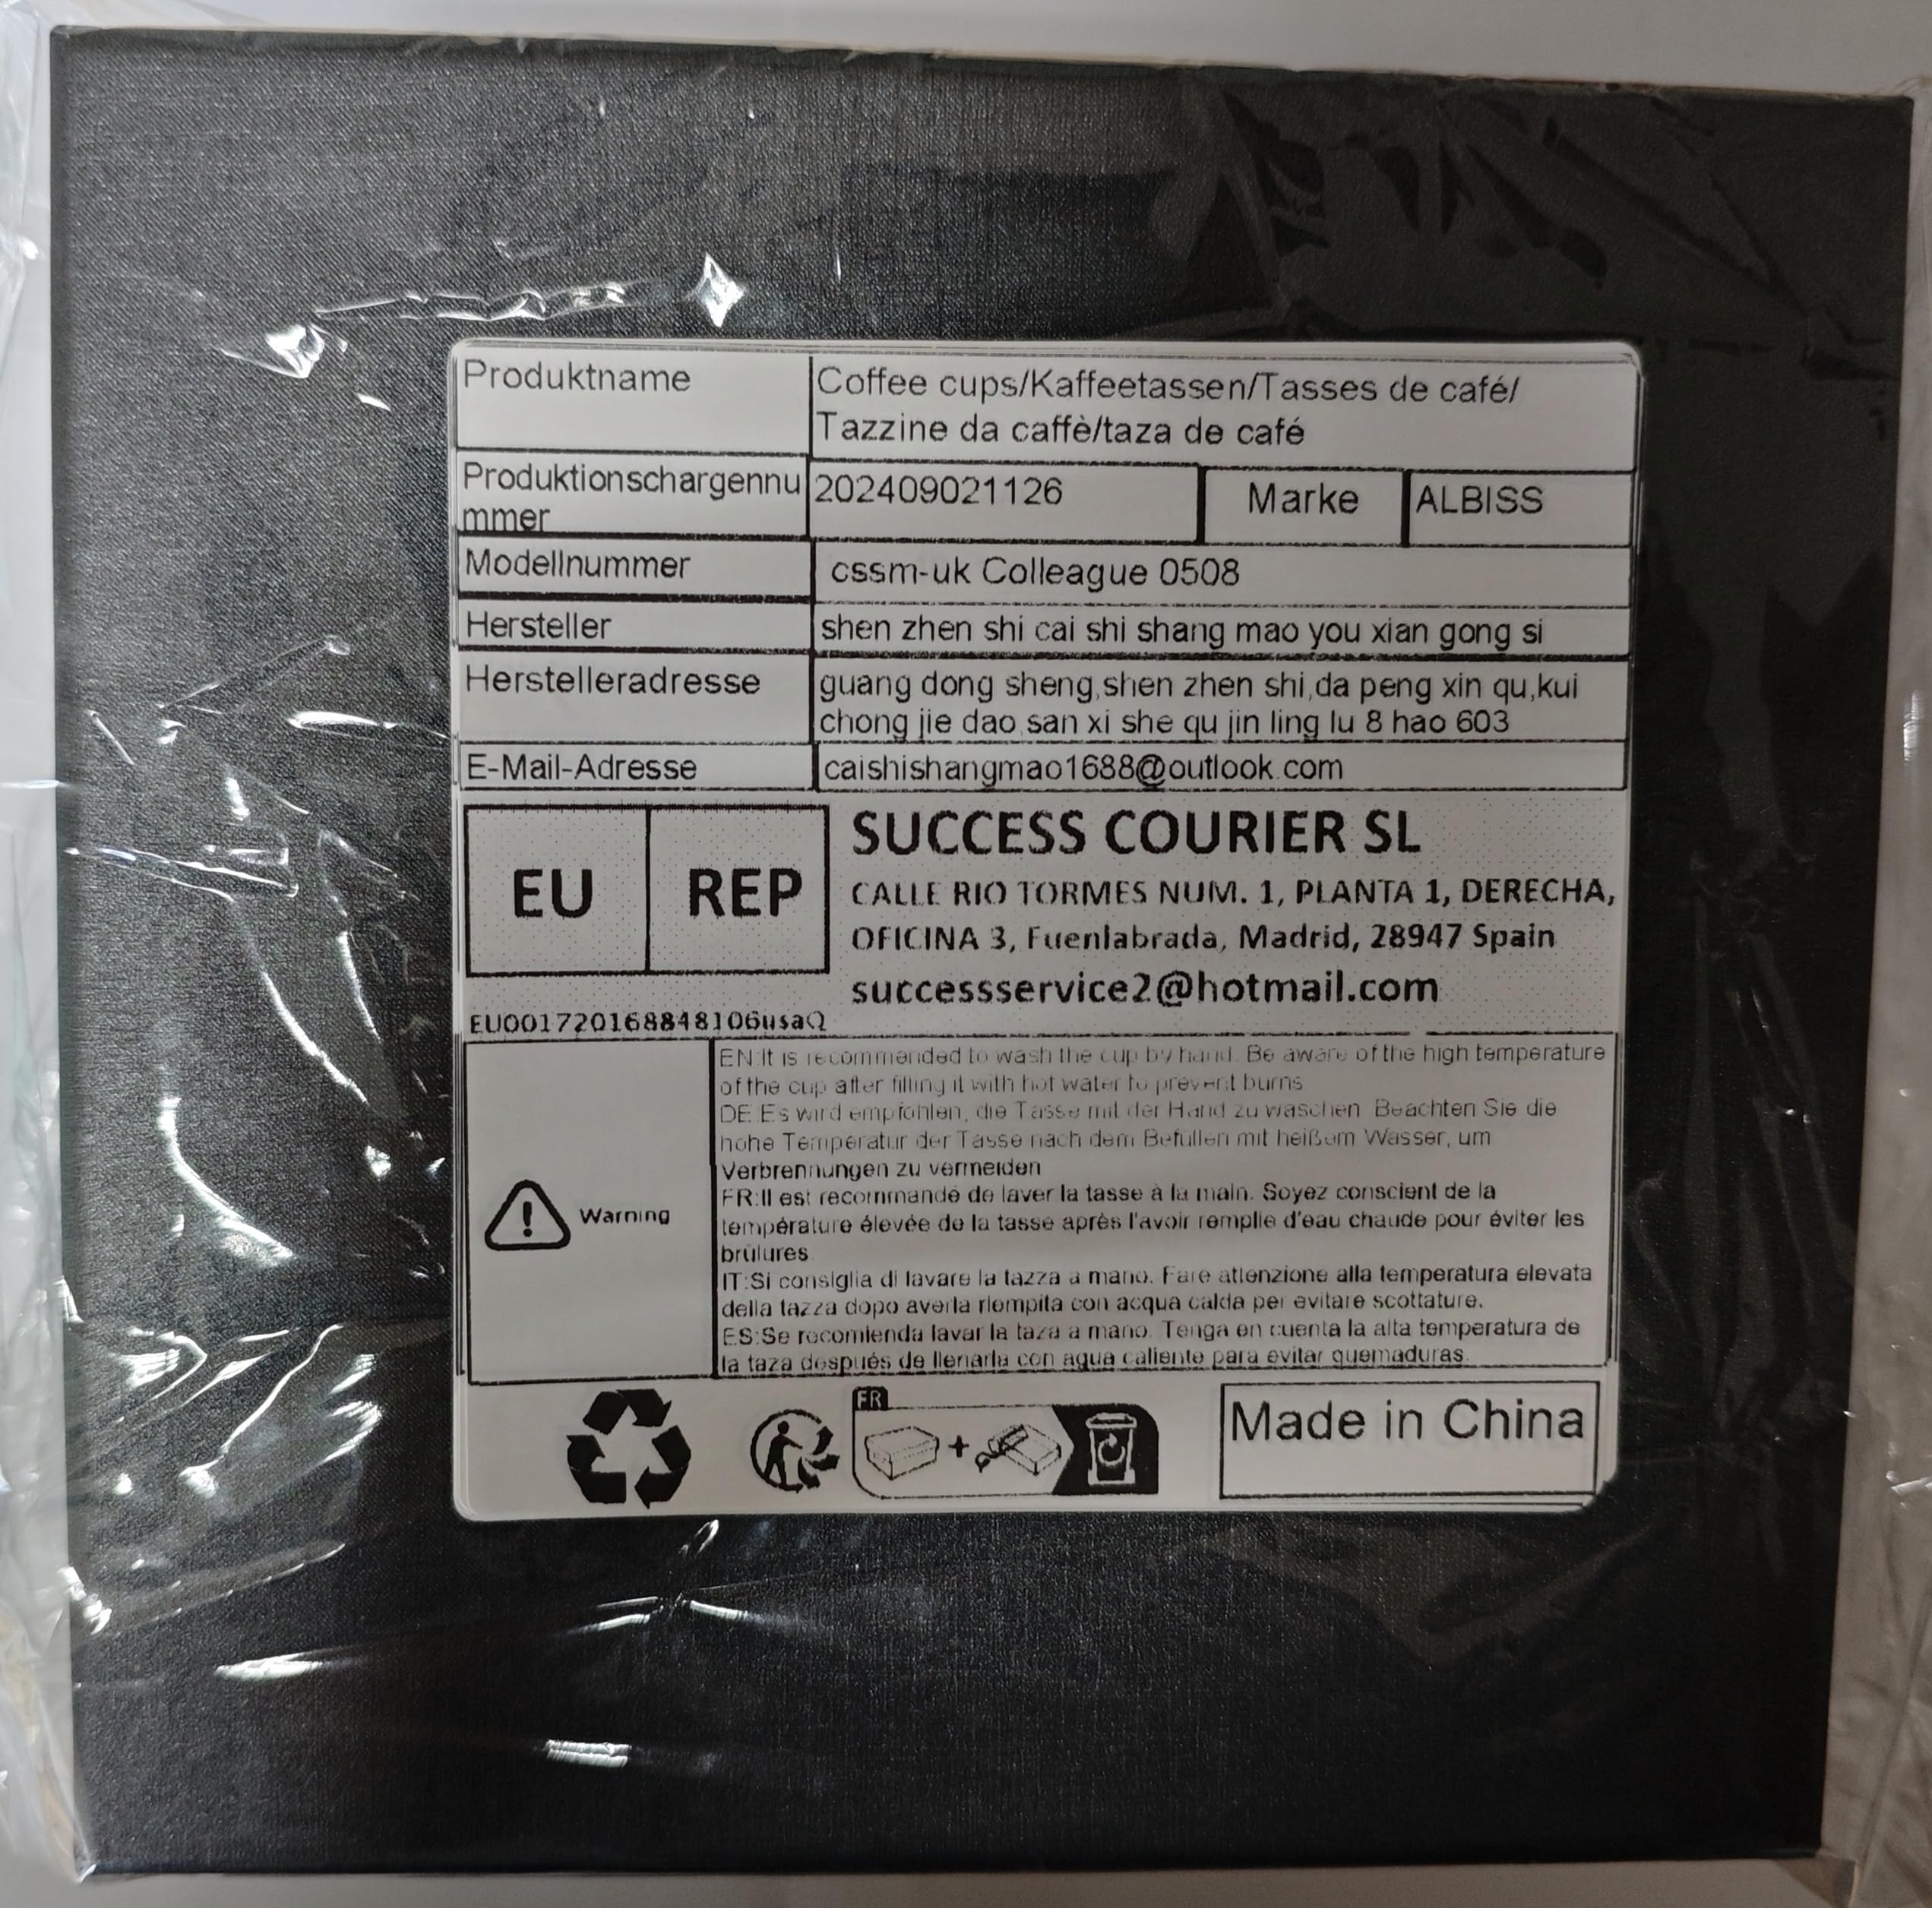 Produktname
Coffee cups/Kaffeetassen/Tasses de café/
Tazzine da caffè/taza de café
Produktionschargennu
mmer
202409021126
Marke
ALBISS
Modellnummer
cssm-uk Colleague 0508
Hersteller
shen zhen shi cai shi shang mao you xian gong si
Herstelleradresse
guang dong sheng,shen zhen shi,da peng xin qu,kui
chong jie dao san xi she qu jin ling lu 8 hao 603
E-Mail-Adresse
caishishangmao1688@outlook.com
EU REP
SUCCESS COURIER SL
CALLE RIO TORMES NUM. 1, PLANTA 1, DERECHA,
OFICINA 3, Fuenlabrada, Madrid, 28947 Spain
successservice2@hotmail.com
EU001720168848106usaQ
Warning
EN:It is recommended to wash the cup by hand. Be aware of the high temperature
of the cup after filling it with hot water to prevent burns
DE:Es wird empfohlen, die Tasse mit der Hand zu waschen. Beachten Sie die
hohe Temperatur der Tasse nach dem Befüllen mit heißem Wasser, um
Verbrennungen zu vermeiden
FR:Il est recommandé de laver la tasse à la main. Soyez conscient de la
température élevée de la tasse après l'avoir remplie d'eau chaude pour éviter les
brûlures.
IT:Si consiglia di lavare la tazza a mano. Fare attenzione alla temperatura elevata
della tazza dopo averla riempita con acqua calda per evitare scottature.
ES:Se recomienda lavar la taza a mano. Tenga en cuenta la alta temperatura de
la taza después de llenarla con agua caliente para evitar quemaduras.
FR
+
Made in China